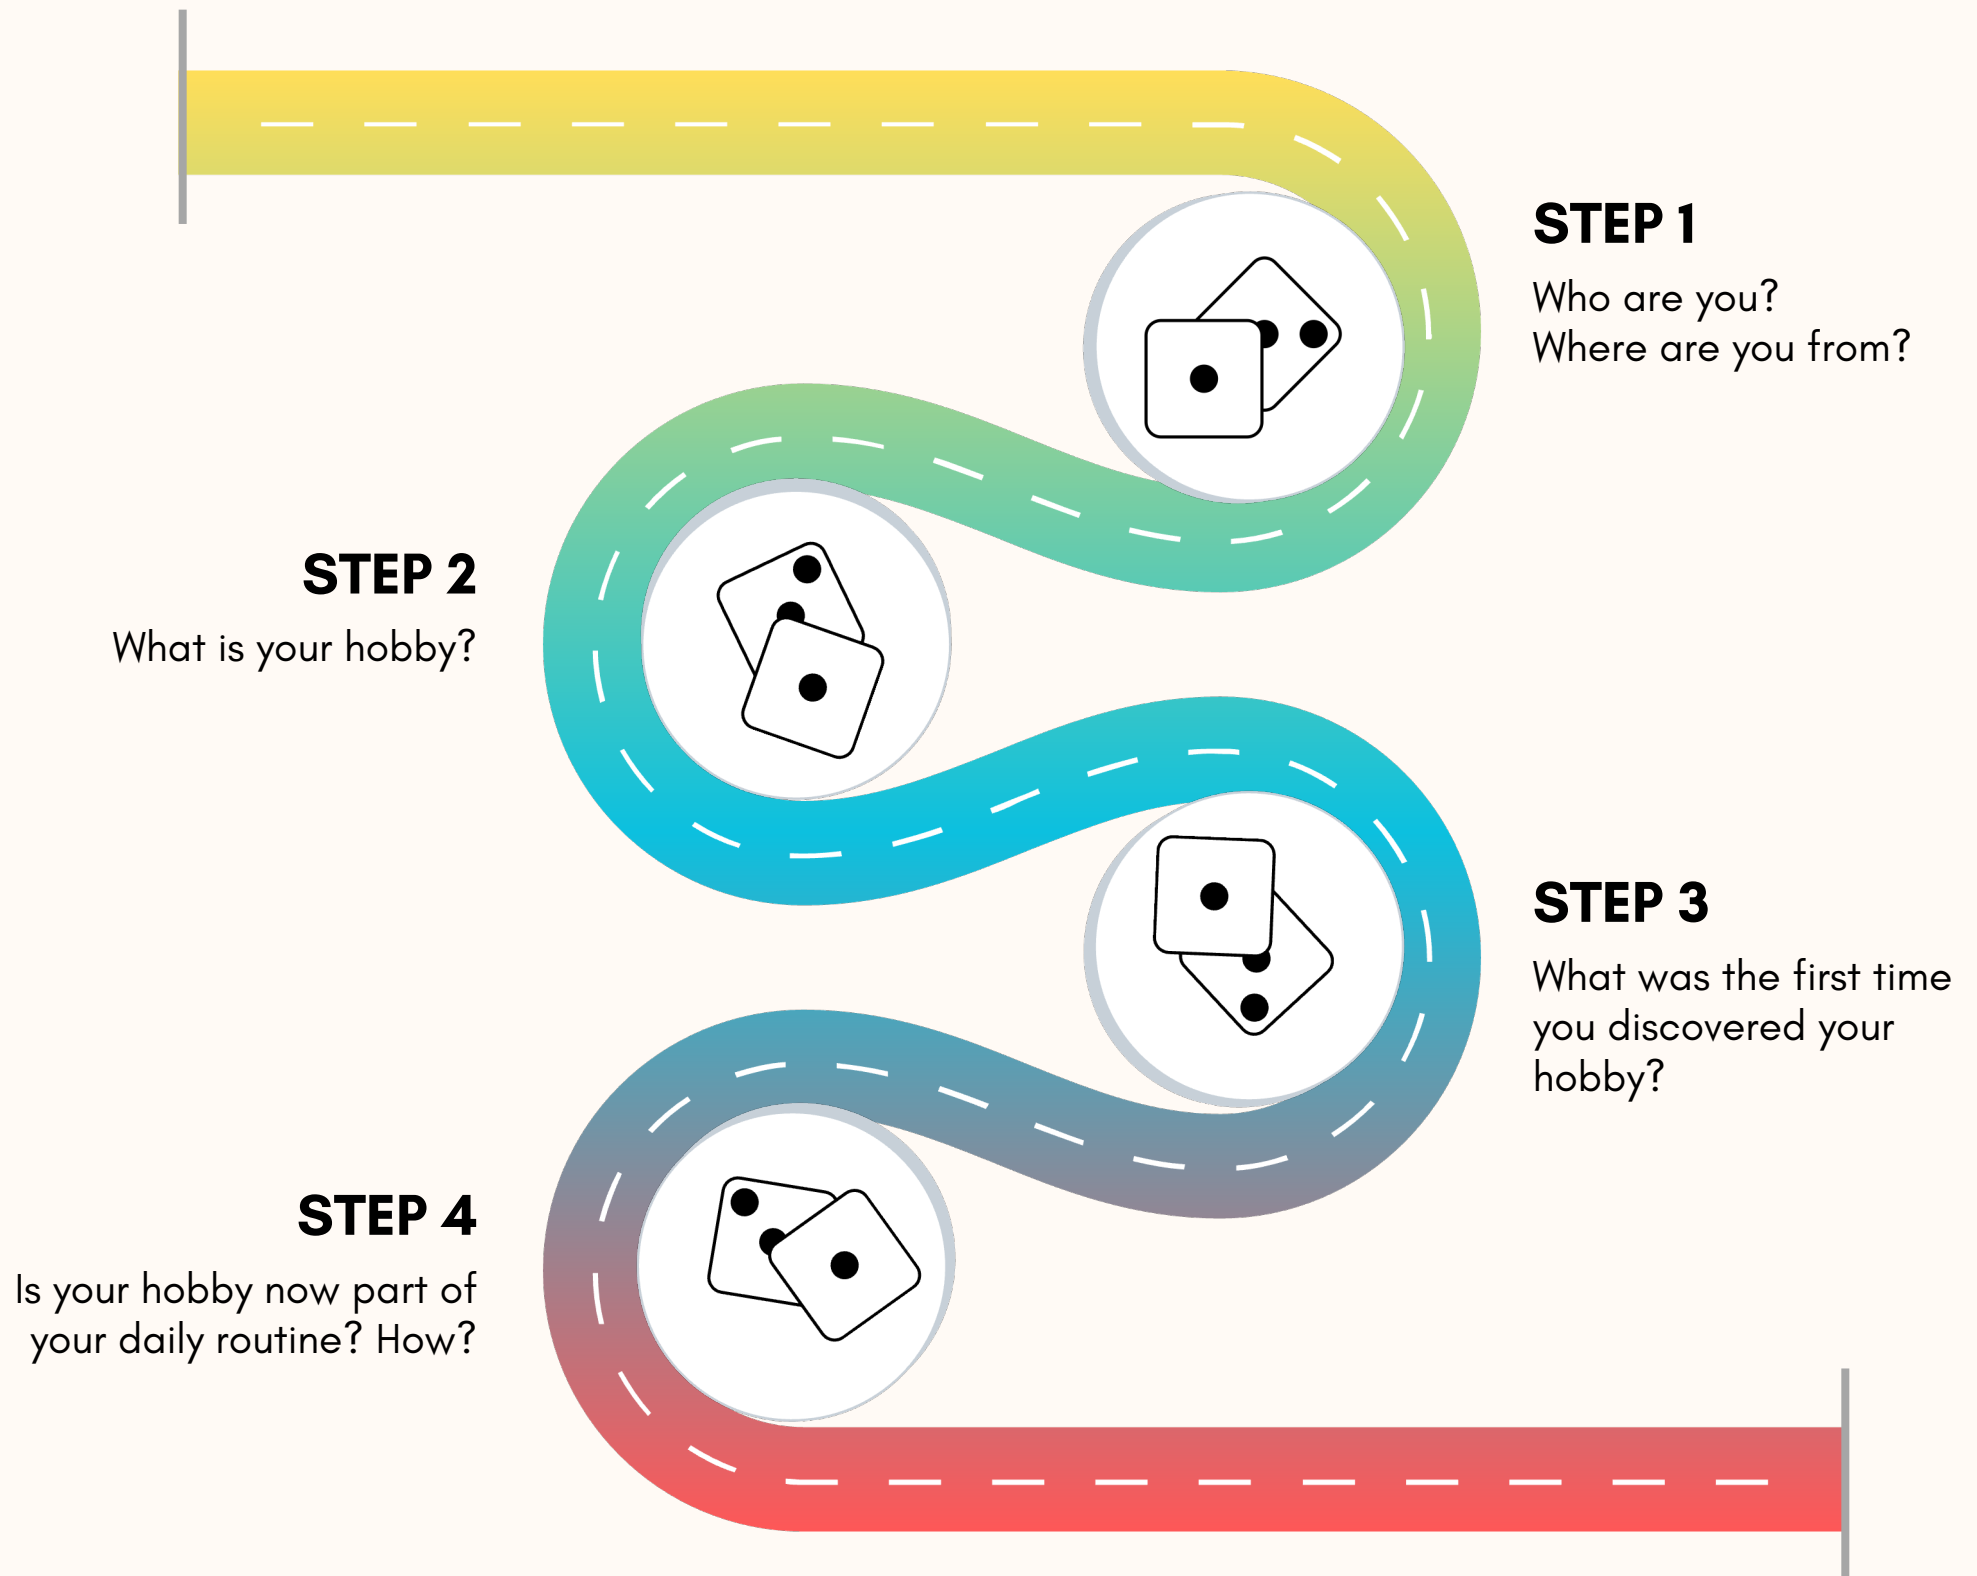 STEP 1
Who are you?
Where are you from?
STEP 2
What is your hobby?
STEP 3
What was the first time
you discovered your
hobby?
STEP 4
Is your hobby now part of
your daily routine? How?